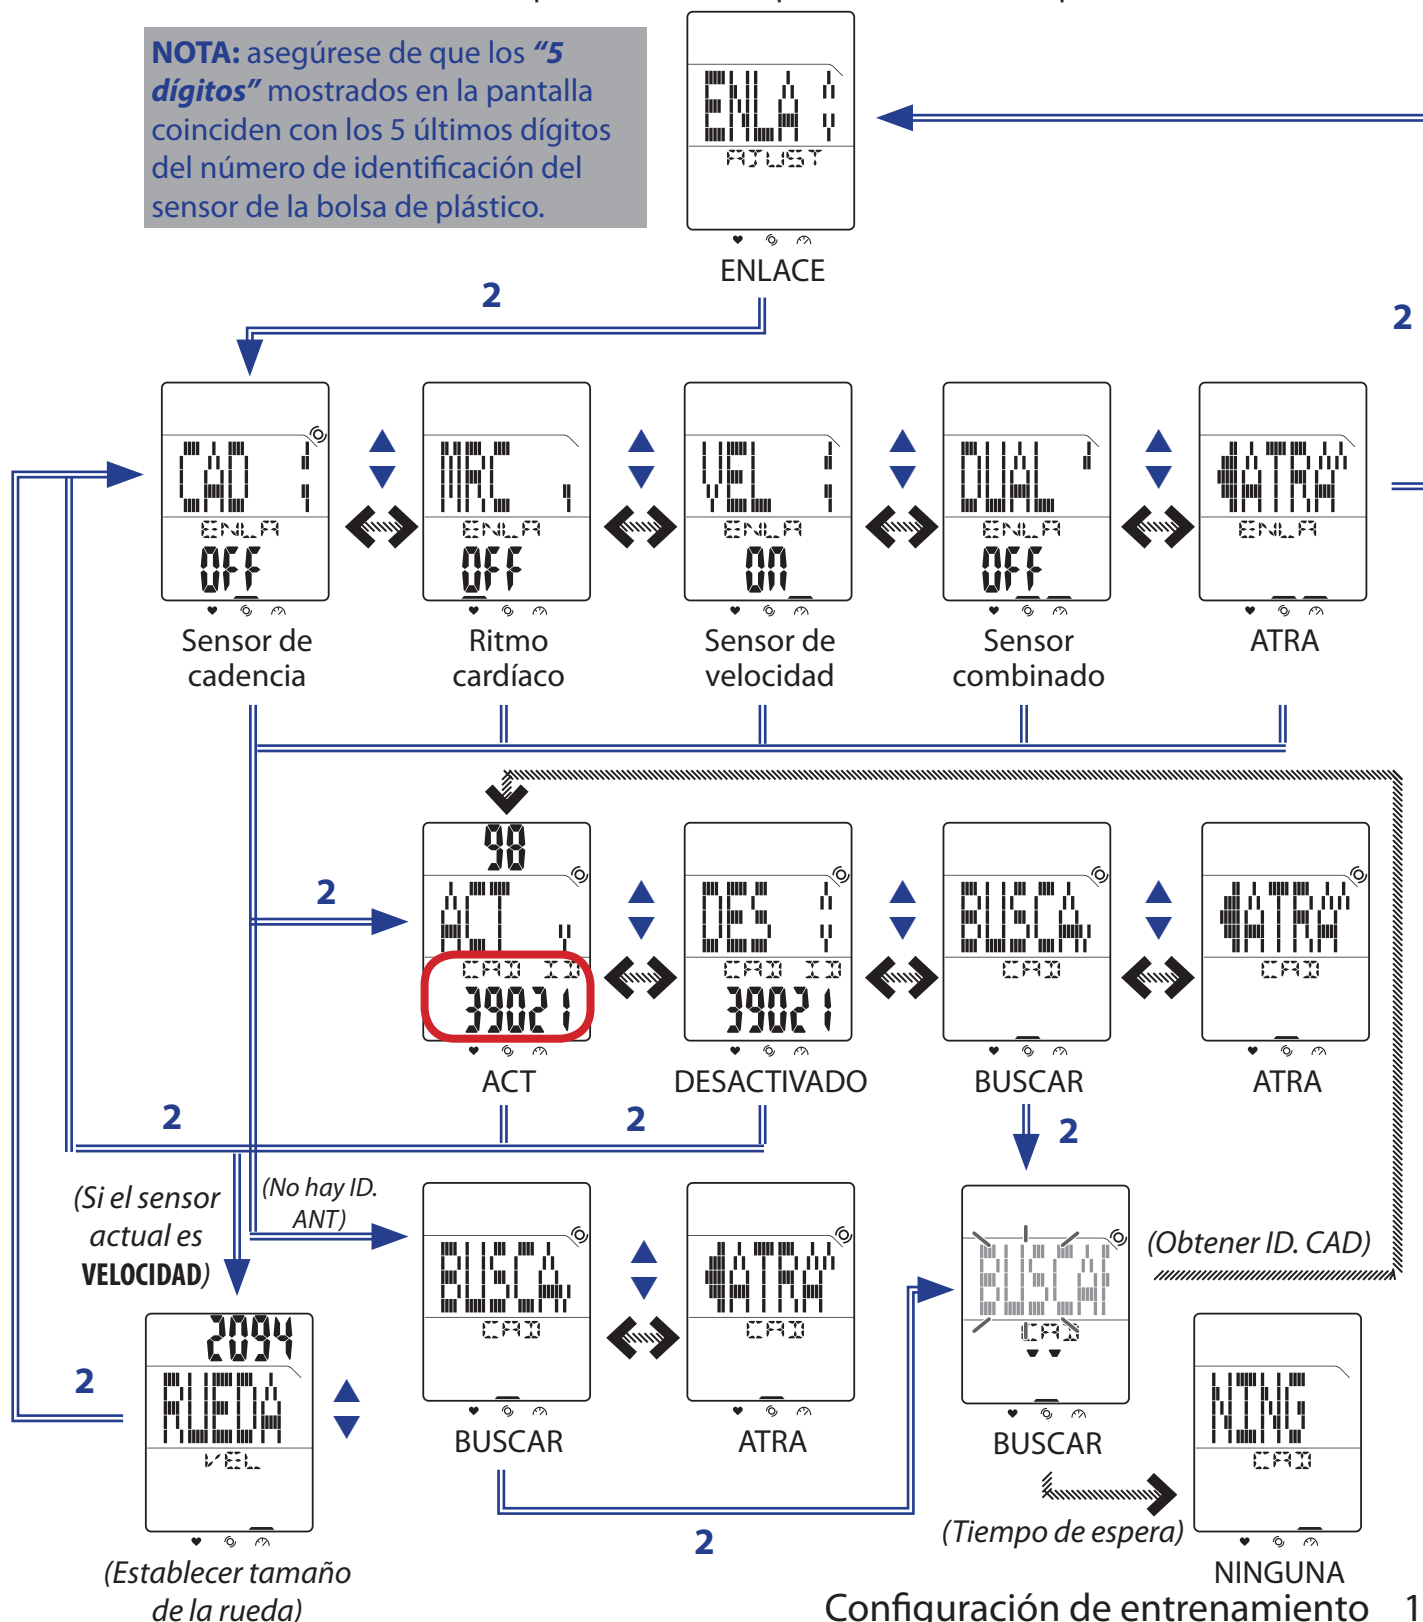 NOTA: asegúrese de que los “5
dígitos” mostrados en la pantalla
coinciden con los 5 últimos dígitos
del número de identificación del
sensor de la bolsa de plástico.
ENLA
AJUST
ENLACE
2
2
CAD
ENLA
OFF
MRC
ENLA
OFF
VEL
ENLA
ON
DUAL
ENLA
OFF
ATRA
ENLA
Sensor de
cadencia
Ritmo
cardíaco
Sensor de
velocidad
Sensor
combinado
ATRA
2
98
ACT
CAD ID
39021
DES
CAD ID
39021
BUSCA
CAD
ATRA
CAD
ACT
DESACTIVADO
BUSCAR
ATRA
2
2
2
(Si el sensor
actual es
VELOCIDAD)
(No hay ID.
ANT)
BUSCA
CAD
ATRA
CAD
BUSCA
CAD
(Obtener ID. CAD)
2094
RUEDA
VEL
2
BUSCAR
ATRA
BUSCAR
NING
CAD
2
(Tiempo de espera)
NINGUNA
(Establecer tamaño
de la rueda)
Configuración de entrenamiento 1